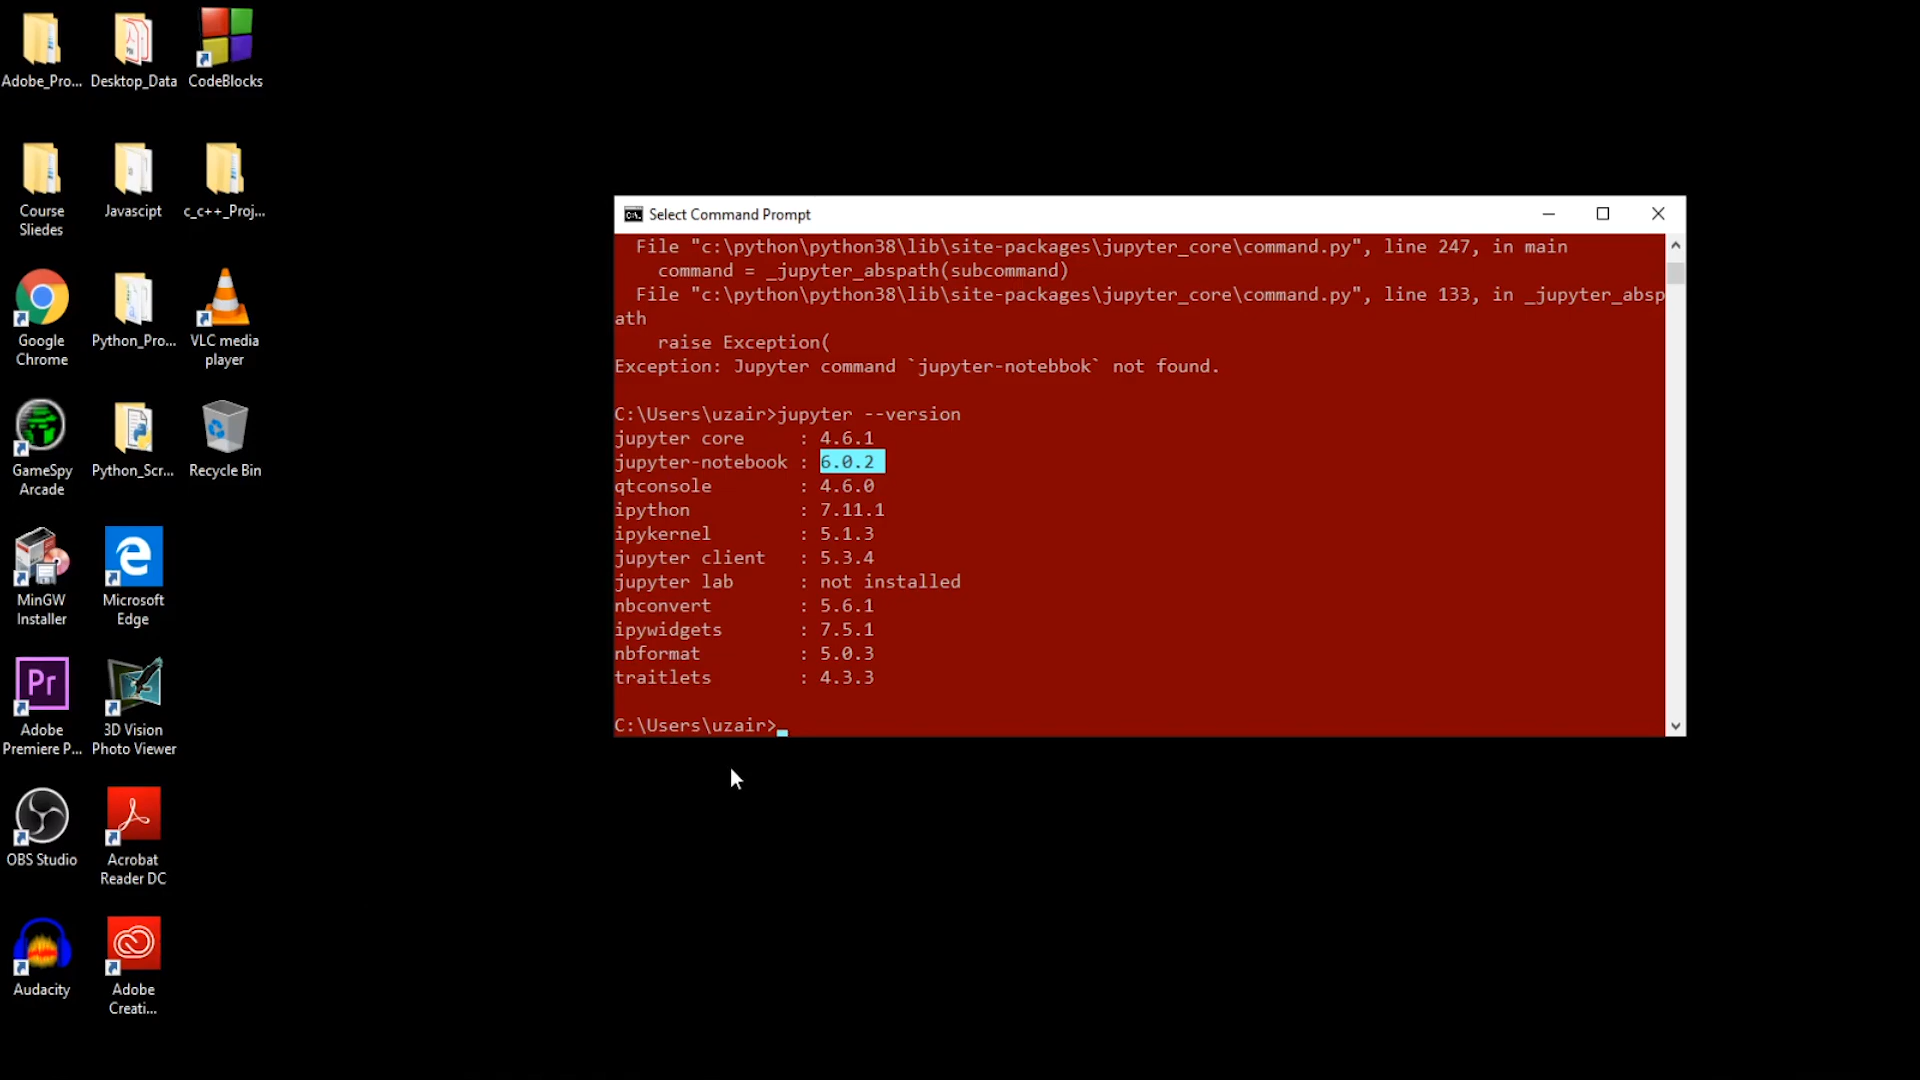 Adobe_Pro...
Desktop_Data
CodeBlocks
Course
Sliedes
Javascipt
c_c++_Proj...
Google
Chrome
Python_Pro...
VLC media
player
GameSpy
Arcade
Python_Scr...
Recycle Bin
MinGW
Installer
Microsoft
Edge
Pr
Adobe
Premiere P...
3D Vision
Photo Viewer
OBS Studio
Acrobat
Reader DC
Audacity
Adobe
Creati...
Select Command Prompt
File "c:\python\python38\lib\site-packages\jupyter_core\command.py", line 247, in main
command = _jupyter_abspath(subcommand)
File "c:\python\python38\lib\site-packages\jupyter_core\command.py", line 133, in _jupyter_absp
ath
raise Exception(
Exception: Jupyter command `jupyter-notebbok` not found.
C:\Users\uzair>jupyter --version
jupyter core     : 4.6.1
jupyter-notebook : 6.0.2
qtconsole        : 4.6.0
ipython          : 7.11.1
ipykernel        : 5.1.3
jupyter client   : 5.3.4
jupyter lab      : not installed
nbconvert        : 5.6.1
ipywidgets       : 7.5.1
nbformat         : 5.0.3
traitlets        : 4.3.3
C:\Users\uzair>